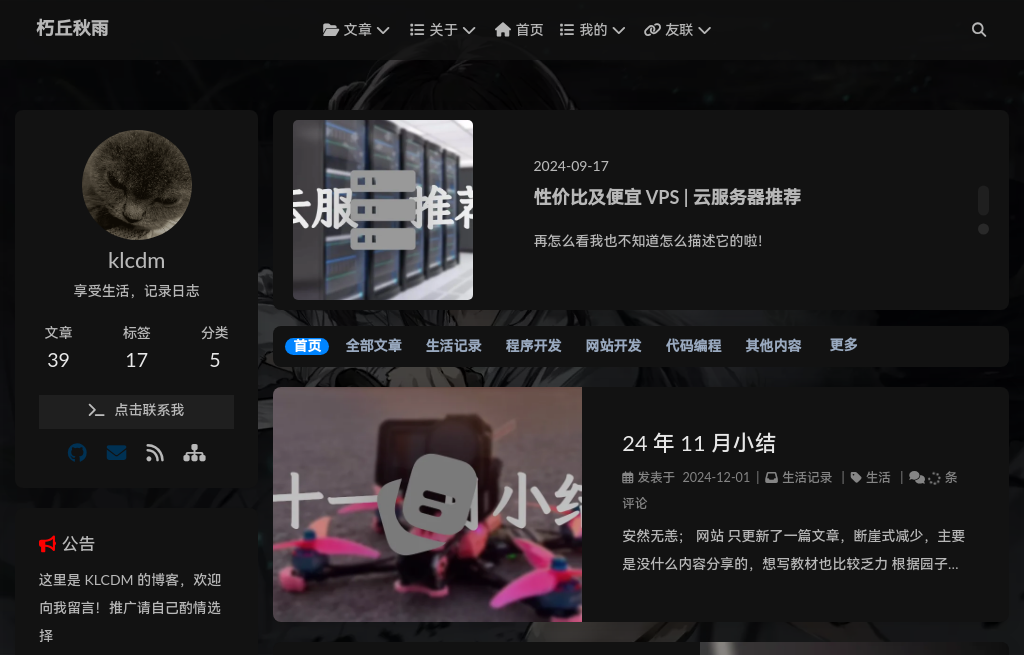 朽丘秋雨
文章 关于 首页 我的 友联
klcdm
享受生活，记录日志
文章 标签 分类
39 17 5
点击联系我
公告
这里是 KLCDM 的博客，欢迎
向我留言！推广请自己酌情选
择
云服 推荐
2024-09-17
性价比及便宜 VPS | 云服务器推荐
再怎么看我也不知道怎么描述它的啦！
首页 全部文章 生活记录 程序开发 网站开发 代码编程 其他内容 更多
十一月小结
24 年 11 月小结
发表于 2024-12-01 | 生活记录 | 生活 | 条
评论
安然无恙； 网站 只更新了一篇文章，断崖式减少，主要
是没什么内容分享的，想写教材也比较乏力 根据园子...